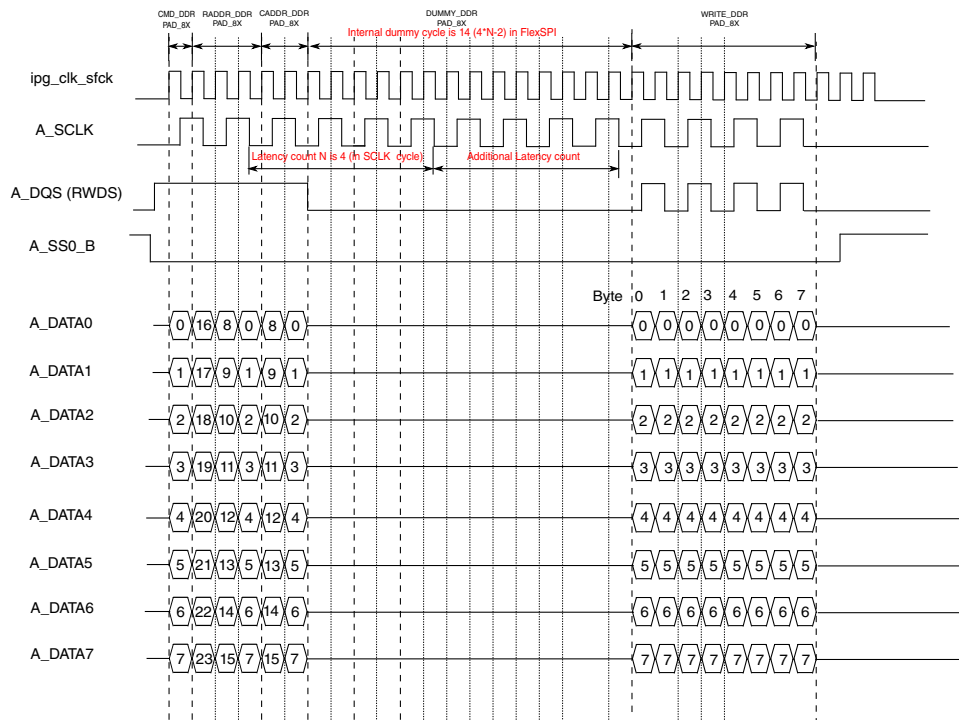 CMD_DDR RADDR_DDR CADDR_DDR DUMMY_DDR WRITE_DDR
PAD_8X PAD_8X PAD_8X PAD_8X PAD_8X
Internal dummy cycle is 14 (4*N-2) in FlexSPI
ipg_clk_sfck
A_SCLK
Latency count N is 4 (in SCLK cycle) Additional Latency count
A_DQS (RWDS)
A_SS0_B
Byte 0 1 2 3 4 5 6 7
A_DATA0 0 16 8 0 8 0 0 0 0 0 0 0 0 0
A_DATA1 1 17 9 1 9 1 1 1 1 1 1 1 1 1
A_DATA2 2 18 10 2 10 2 2 2 2 2 2 2 2 2
A_DATA3 3 19 11 3 11 3 3 3 3 3 3 3 3 3
A_DATA4 4 20 12 4 12 4 4 4 4 4 4 4 4 4
A_DATA5 5 21 13 5 13 5 5 5 5 5 5 5 5 5
A_DATA6 6 22 14 6 14 6 6 6 6 6 6 6 6 6
A_DATA7 7 23 15 7 15 7 7 7 7 7 7 7 7 7